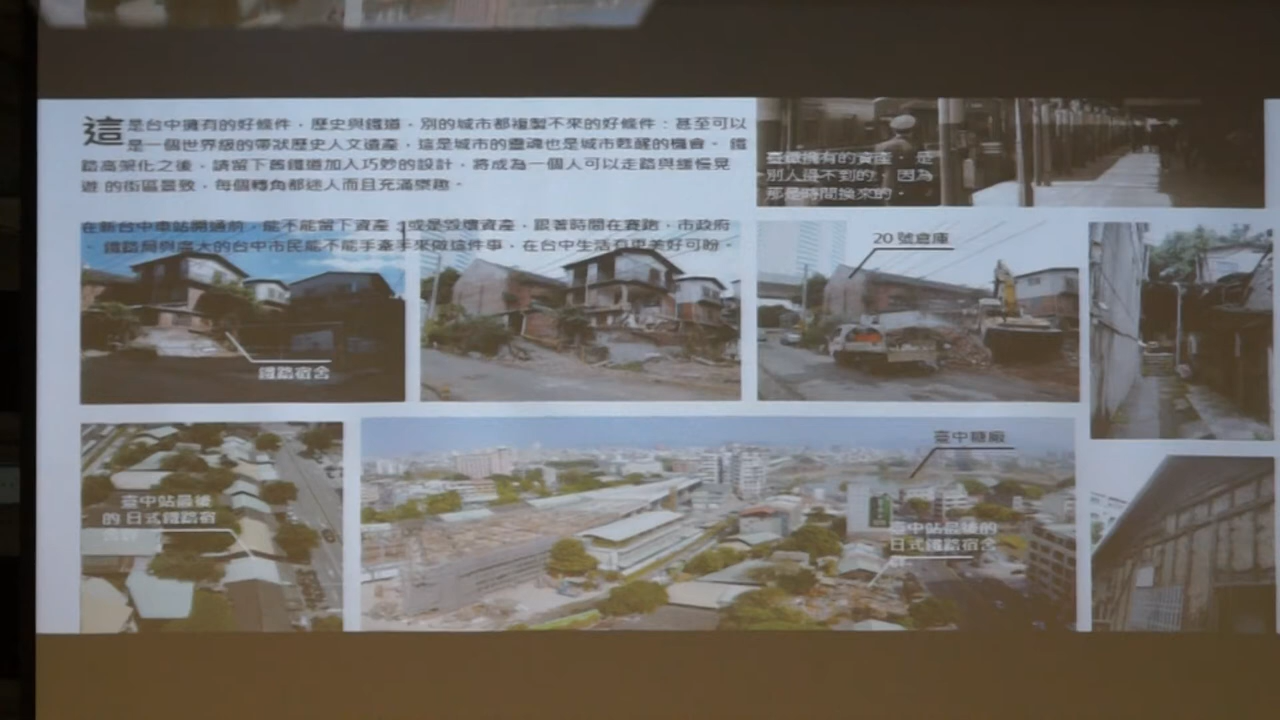 這是台中擁有的好條件,歷史與鐵道,別的城市都複製不來的好條件:甚至可以
是一個世界級的帶狀歷史人文遺產,這是城市的靈魂也是城市甦醒的機會。 鐵
路高架化之後,請留下舊鐵道加入巧妙的設計,將成為一個人可以走路與緩慢晃
遊 的街區景致,每個轉角都迷人而且充滿樂趣。
臺鐵擁有的資產。是
別人得不到的。因為
那是時間換來的。
在新台中車站開通前,能不能留下資產,或是毀壞資產,跟著時間在賽跑,市政府
,鐵路局與廣大的台中市民能不能手牽手來做這件事,在台中生活有更美好可盼。
鐵路宿舍
20 號倉庫
臺中站最後
的 日式鐵路宿
臺中糖廠
臺中站最後的
日式鐵路宿舍